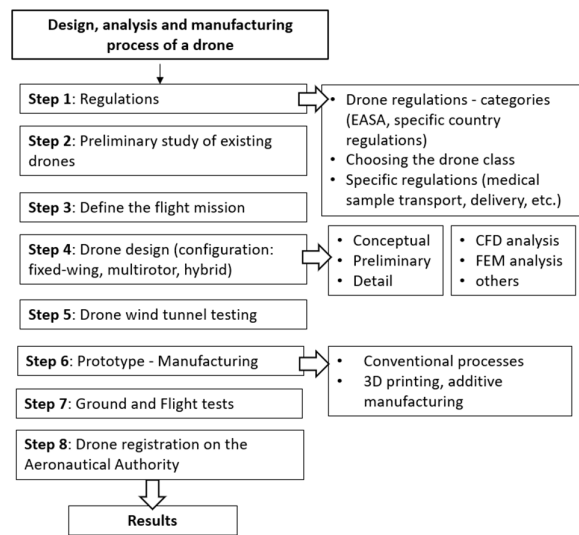 Design, analysis and manufacturing
process of a drone
Step 1: Regulations
• Drone regulations - categories
(EASA, specific country
regulations)
• Choosing the drone class
• Specific regulations (medical
sample transport, delivery, etc.)
Step 2: Preliminary study of existing
drones
Step 3: Define the flight mission
Step 4: Drone design (configuration:
fixed-wing, multirotor, hybrid)
• Conceptual
• Preliminary
• Detail
• CFD analysis
• FEM analysis
• others
Step 5: Drone wind tunnel testing
Step 6: Prototype - Manufacturing
• Conventional processes
• 3D printing, additive
manufacturing
Step 7: Ground and Flight tests
Step 8: Drone registration on the
Aeronautical Authority
Results